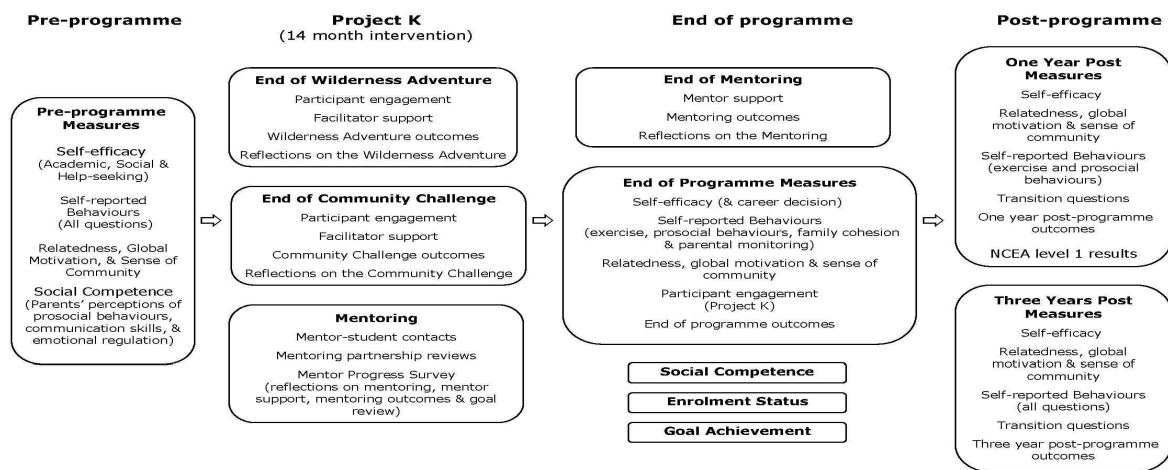 Pre-programme
Pre-programme
Measures
Self-efficacy
(Academic, Social &
Help-seeking)
Self-reported
Behaviours
(All questions)
Relatedness, Global
Motivation, & Sense of
Community
Social Competence
(Parents' perceptions of
prosocial behaviours,
communication skills, &
emotional regulation)
Project K
(14 month intervention)
End of Wilderness Adventure
Participant engagement
Facilitator support
Wilderness Adventure outcomes
Reflections on the Wilderness Adventure
End of Community Challenge
Participant engagement
Facilitator support
Community Challenge outcomes
Reflections on the Community Challenge
Mentoring
Mentor-student contacts
Mentoring partnership reviews
Mentor Progress Survey
(reflections on mentoring, mentor
support, mentoring outcomes & goal
review)
End of programme
End of Mentoring
Mentor support
Mentoring outcomes
Reflections on the Mentoring
End of Programme Measures
Self-efficacy (& career decision)
Self-reported Behaviours
(exercise, prosocial behaviours, family cohesion
& parental monitoring)
Relatedness, global motivation & sense of
community
Participant engagement
(Project K)
End of programme outcomes
Social Competence
Enrolment Status
Goal Achievement
Post-programme
One Year Post
Measures
Self-efficacy
Relatedness, global
motivation & sense of
community
Self-reported Behaviours
(exercise and prosocial
behaviours)
Transition questions
One year post-programme
outcomes
NCEA level 1 results
Three Years Post
Measures
Self-efficacy
Relatedness, global
motivation & sense of
community
Self-reported Behaviours
(all questions)
Transition questions
Three year post-programme
outcomes